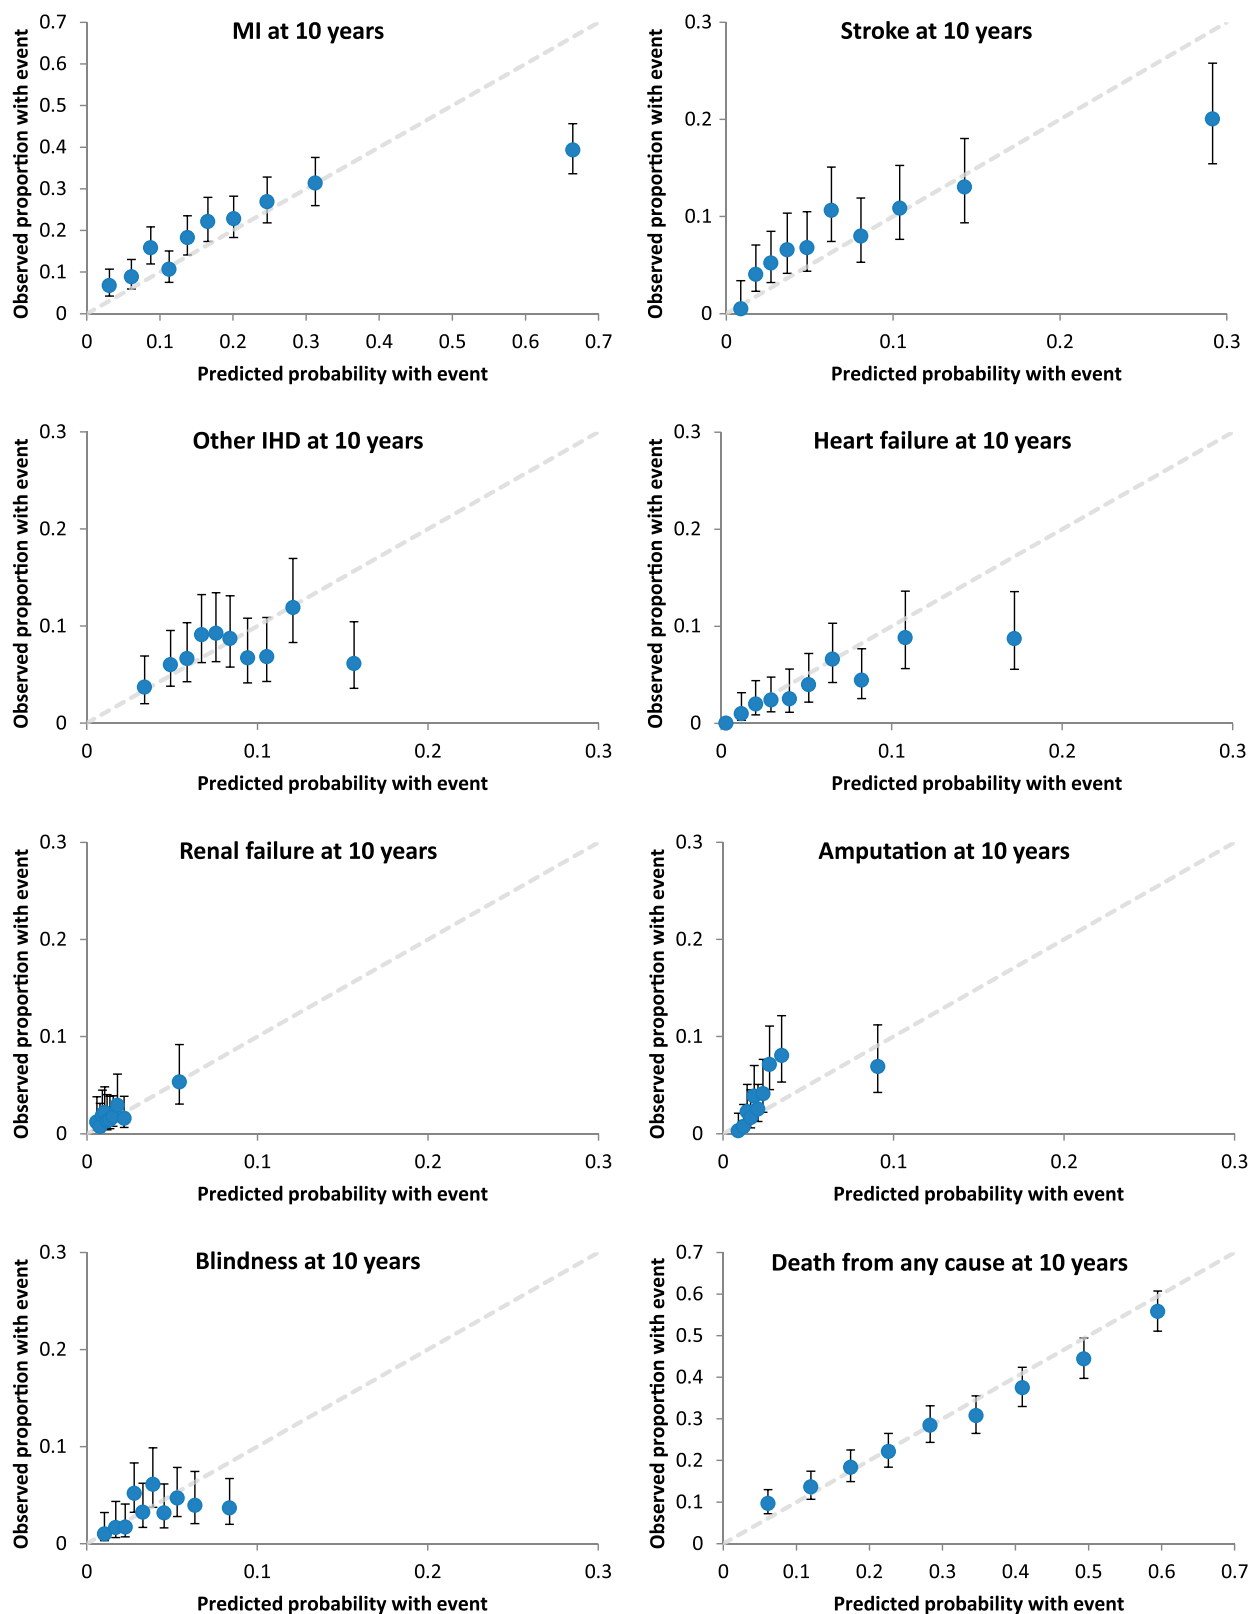 MI at 10 years
Observed proportion with event
0.7
0.6
0.5
0.4
0.3
0.2
0.1
0
0 0.1 0.2 0.3 0.4 0.5 0.6 0.7
Predicted probability with event
Stroke at 10 years
Observed proportion with event
0.3
0.2
0.1
0
0 0.1 0.2 0.3
Predicted probability with event
Other IHD at 10 years
Observed proportion with event
0.3
0.2
0.1
0
0 0.1 0.2 0.3
Predicted probability with event
Heart failure at 10 years
Observed proportion with event
0.3
0.2
0.1
0
0 0.1 0.2 0.3
Predicted probability with event
Renal failure at 10 years
Observed proportion with event
0.3
0.2
0.1
0
0 0.1 0.2 0.3
Predicted probability with event
Amputation at 10 years
Observed proportion with event
0.3
0.2
0.1
0
0 0.1 0.2 0.3
Predicted probability with event
Blindness at 10 years
Observed proportion with event
0.3
0.2
0.1
0
0 0.1 0.2 0.3
Predicted probability with event
Death from any cause at 10 years
Observed proportion with event
0.7
0.6
0.5
0.4
0.3
0.2
0.1
0
0 0.1 0.2 0.3 0.4 0.5 0.6 0.7
Predicted probability with event